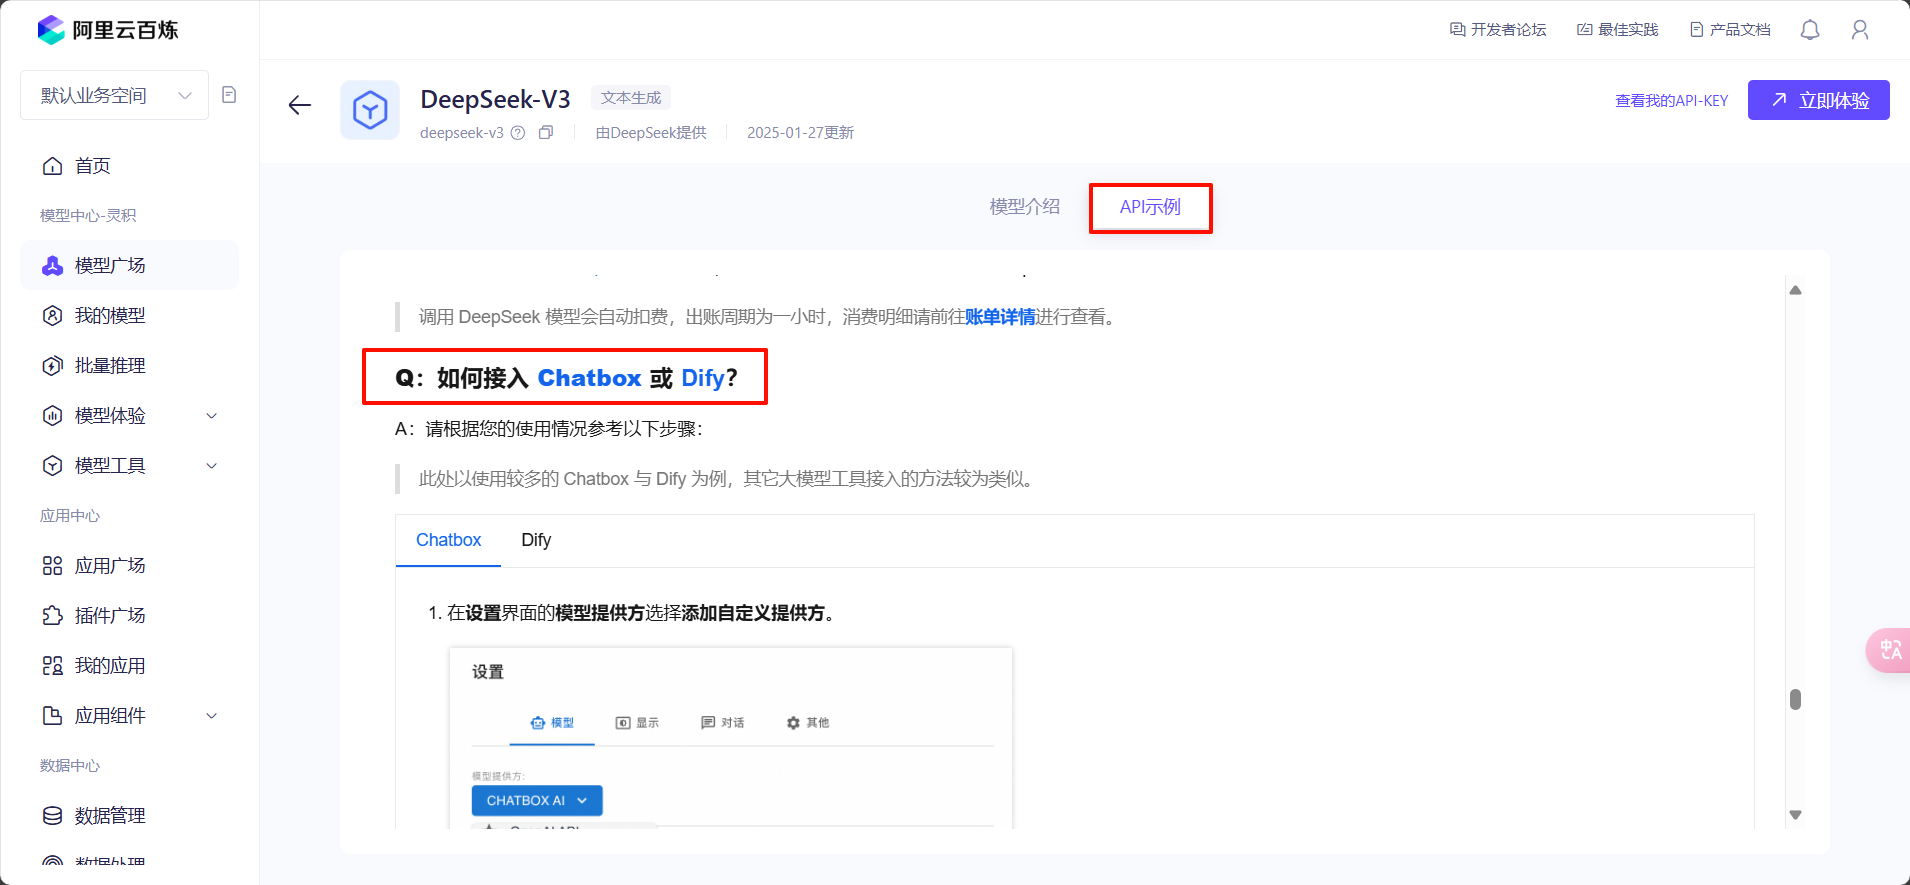 阿里云百炼
开发者论坛
最佳实践
产品文档
默认业务空间
首页
模型中心-灵积
模型广场
我的模型
批量推理
模型体验
模型工具
应用中心
应用广场
插件广场
我的应用
应用组件
数据中心
数据管理
数据处理
DeepSeek-V3 文本生成
deepseek-v3 由DeepSeek提供 2025-01-27更新
查看我的API-KEY
立即体验
模型介绍 API示例
调用 DeepSeek 模型会自动扣费，出账周期为一小时，消费明细请前往账单详情进行查看。
Q：如何接入 Chatbox 或 Dify？
A：请根据您的使用情况参考以下步骤：
此处以使用较多的 Chatbox 与 Dify 为例，其它大模型工具接入的方法较为类似。
Chatbox Dify
1. 在设置界面的模型提供方选择添加自定义提供方。
设置
模型 显示 对话 其他
模型提供方:
CHATBOX AI
OpenAI API
中A